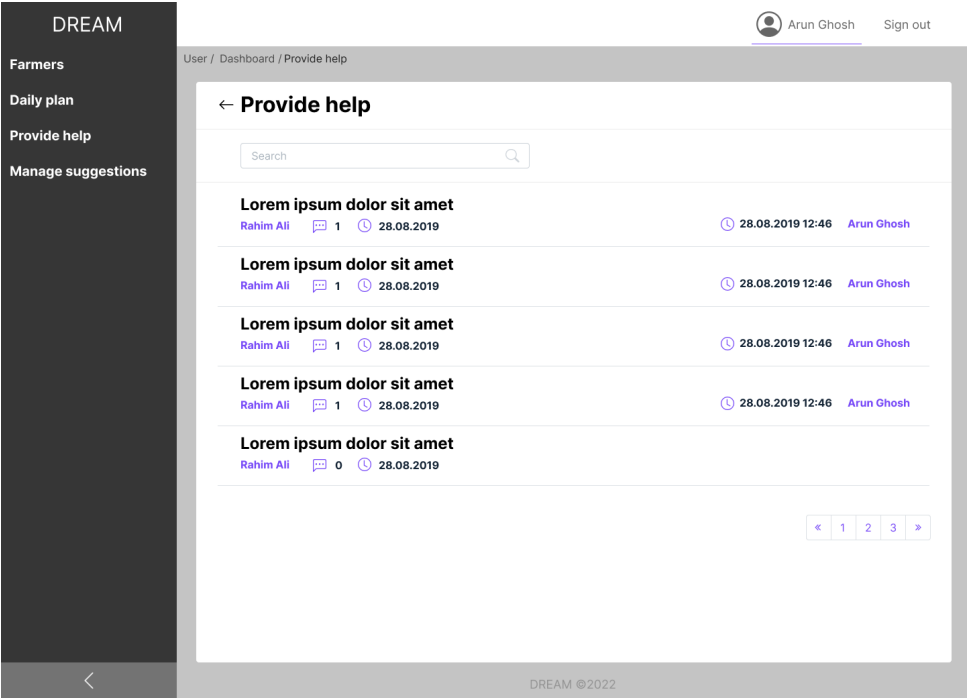 DREAM
Arun Ghosh Sign out
Farmers
Daily plan
Provide help
Manage suggestions
User / Dashboard / Provide help
← Provide help
Search
Lorem ipsum dolor sit amet
Rahim Ali 1 28.08.2019 28.08.2019 12:46 Arun Ghosh
Lorem ipsum dolor sit amet
Rahim Ali 1 28.08.2019 28.08.2019 12:46 Arun Ghosh
Lorem ipsum dolor sit amet
Rahim Ali 1 28.08.2019 28.08.2019 12:46 Arun Ghosh
Lorem ipsum dolor sit amet
Rahim Ali 1 28.08.2019 28.08.2019 12:46 Arun Ghosh
Lorem ipsum dolor sit amet
Rahim Ali 0 28.08.2019
« 1 2 3 »
DREAM ©2022